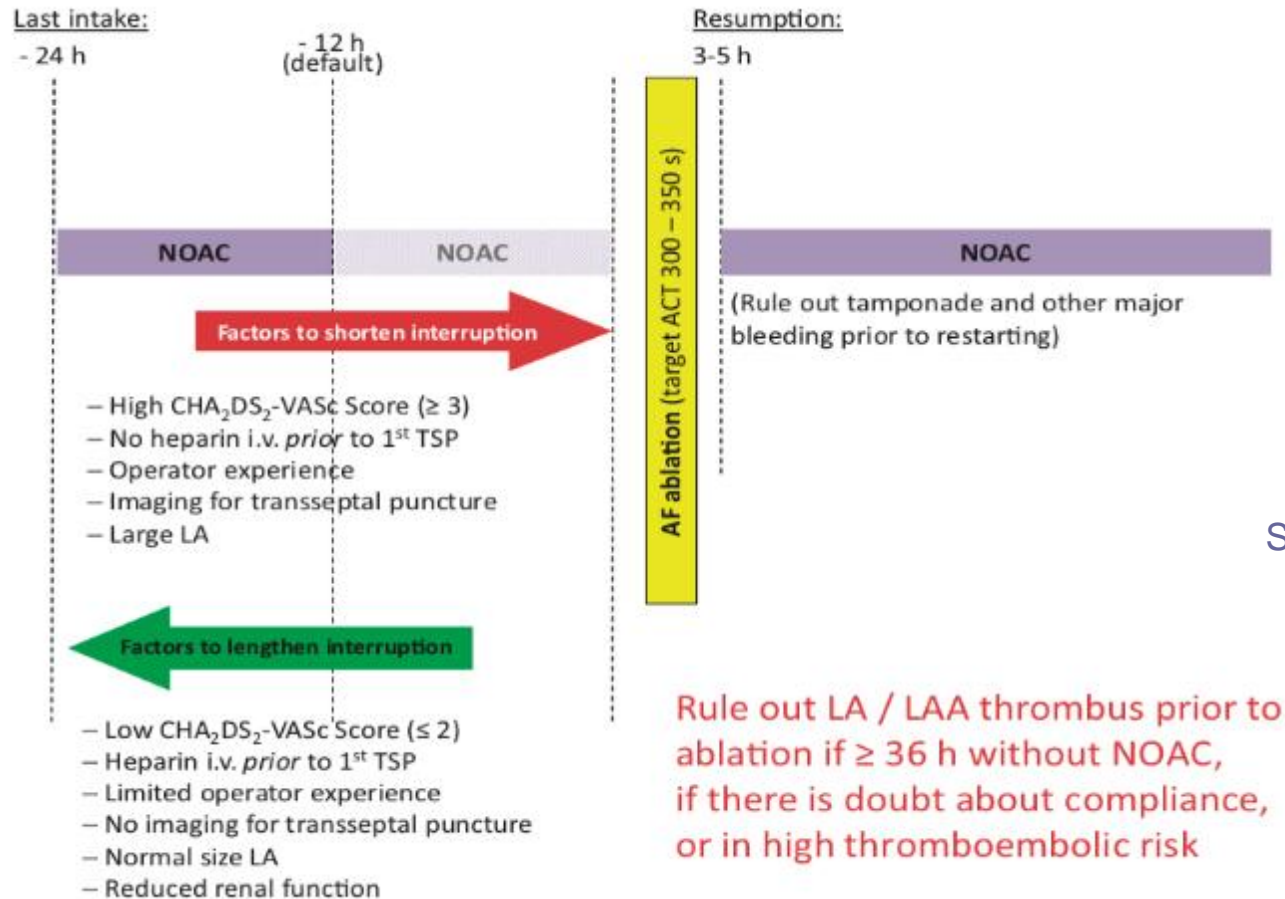 Last intake:
- 24 h
- 12 h
(default)
Resumption:
3-5 h
NOAC
NOAC
AF ablation (target ACT 300 – 350 s)
NOAC
(Rule out tamponade and other major
bleeding prior to restarting)
Factors to shorten interruption
– High CHA₂DS₂-VASc Score (≥ 3)
– No heparin i.v. prior to 1ˢᵗ TSP
– Operator experience
– Imaging for transseptal puncture
– Large LA
S
Factors to lengthen interruption
– Low CHA₂DS₂-VASc Score (≤ 2)
– Heparin i.v. prior to 1ˢᵗ TSP
– Limited operator experience
– No imaging for transseptal puncture
– Normal size LA
– Reduced renal function
Rule out LA / LAA thrombus prior to
ablation if ≥ 36 h without NOAC,
if there is doubt about compliance,
or in high thromboembolic risk